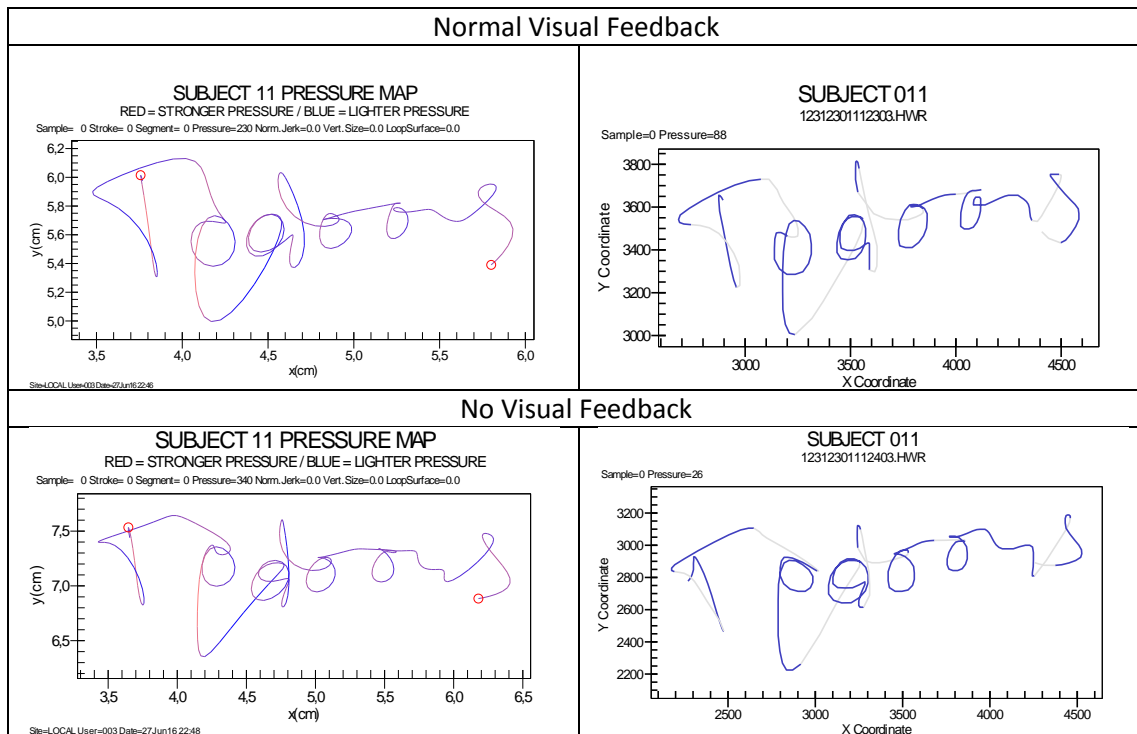 Normal Visual Feedback
SUBJECT 11 PRESSURE MAP
RED = STRONGER PRESSURE / BLUE = LIGHTER PRESSURE
Sample= 0 Stroke= 0 Segment= 0 Pressure=230 Norm.Jerk=0.0 Vert.Size=0.0 LoopSurface=0.0
6,2
6,0
5,8
5,6
5,4
5,2
5,0
y(cm)
3,5 4,0 4,5 5,0 5,5 6,0
x(cm)
Site=LOCAL User=003 Date=27Jun16 22:46
SUBJECT 011
12312301112303.HWR
Sample=0 Pressure=88
3800
3600
3400
3200
3000
Y Coordinate
3000 3500 4000 4500
X Coordinate
No Visual Feedback
SUBJECT 11 PRESSURE MAP
RED = STRONGER PRESSURE / BLUE = LIGHTER PRESSURE
Sample= 0 Stroke= 0 Segment= 0 Pressure=340 Norm.Jerk=0.0 Vert.Size=0.0 LoopSurface=0.0
7,5
7,0
6,5
y(cm)
3,5 4,0 4,5 5,0 5,5 6,0 6,5
x(cm)
Site=LOCAL User=003 Date=27Jun16 22:48
SUBJECT 011
12312301112403.HWR
Sample=0 Pressure=26
3200
3000
2800
2600
2400
2200
Y Coordinate
2500 3000 3500 4000 4500
X Coordinate